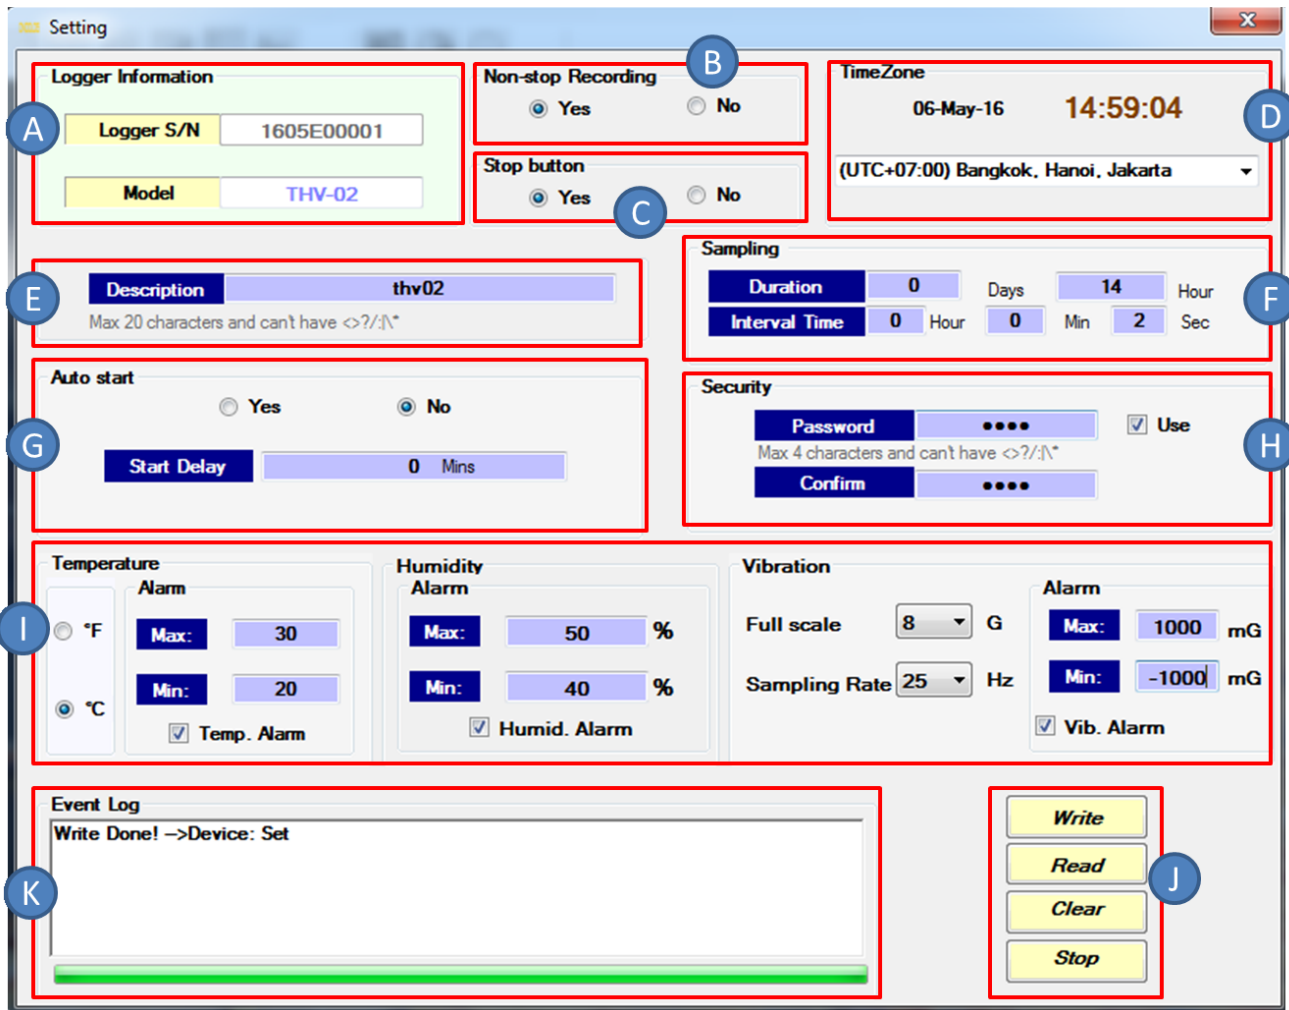 Setting
X
A
Logger Information
Logger S/N 1605E00001
Model THV-02
B
Non-stop Recording
Yes No
C
Stop button
Yes No
D
TimeZone
06-May-16 14:59:04
(UTC+07:00) Bangkok, Hanoi, Jakarta
E
Description thv02
Max 20 characters and can't have <>?/:|\*
F
Sampling
Duration 0 Days 14 Hour
Interval Time 0 Hour 0 Min 2 Sec
G
Auto start
Yes No
Start Delay 0 Mins
H
Security
Password •••• Use
Max 4 characters and can't have <>?/:|\*
Confirm ••••
I
Temperature
°F
°C
Alarm
Max: 30
Min: 20
Temp. Alarm
Humidity
Alarm
Max: 50 %
Min: 40 %
Humid. Alarm
Vibration
Full scale 8 G
Sampling Rate 25 Hz
Alarm
Max: 1000 mG
Min: -1000 mG
Vib. Alarm
K
Event Log
Write Done! -->Device: Set
J
Write
Read
Clear
Stop